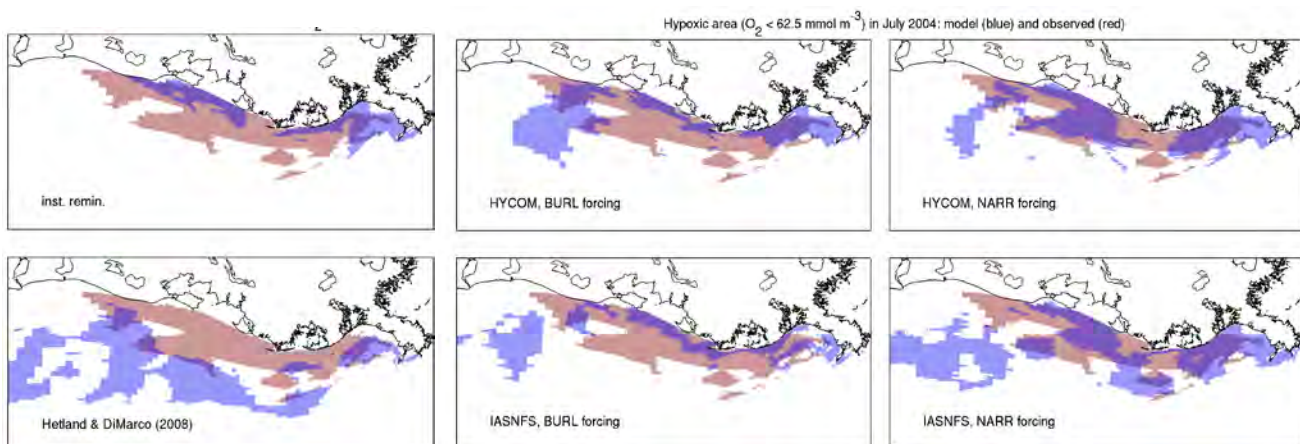 Hypoxic area (O2 < 62.5 mmol m-3) in July 2004: model (blue) and observed (red)
2
inst. remin.
HYCOM, BURL forcing
HYCOM, NARR forcing
Hetland & DiMarco (2008)
IASNFS, BURL forcing
IASNFS, NARR forcing